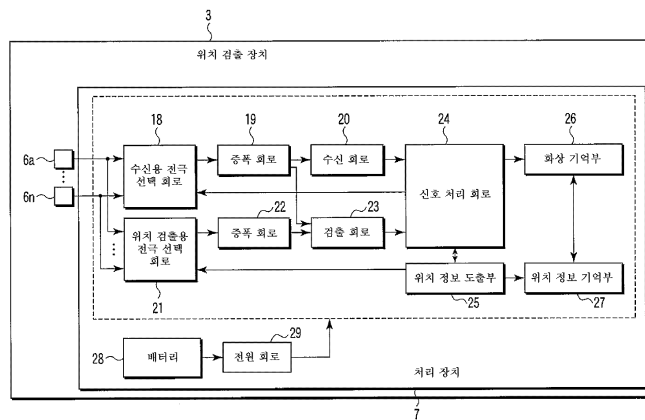 3
위치 검출 장치
18
19
20
24
26
6a
수신용 전극
선택 회로
증폭 회로
수신 회로
신호 처리 회로
화상 기억부
6n
22
23
위치 검출용
전극 선택
회로
증폭 회로
검출 회로
위치 정보 도출부
위치 정보 기억부
21
25
27
29
28
배터리
전원 회로
처리 장치
7